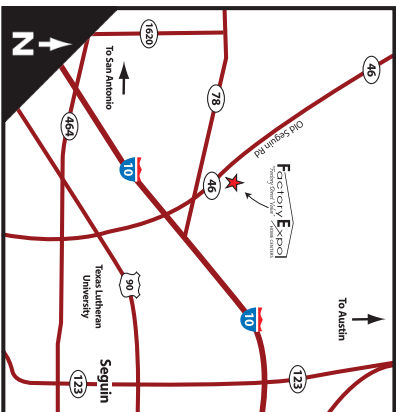 N
To San Antonio
1620
46
78
Old Seguin Rd
464
10
46
Factory Expo
"Factory Direct Value"
HOME CENTERS
To Austin
90
Texas Lutheran
University
10
123
Seguin
123